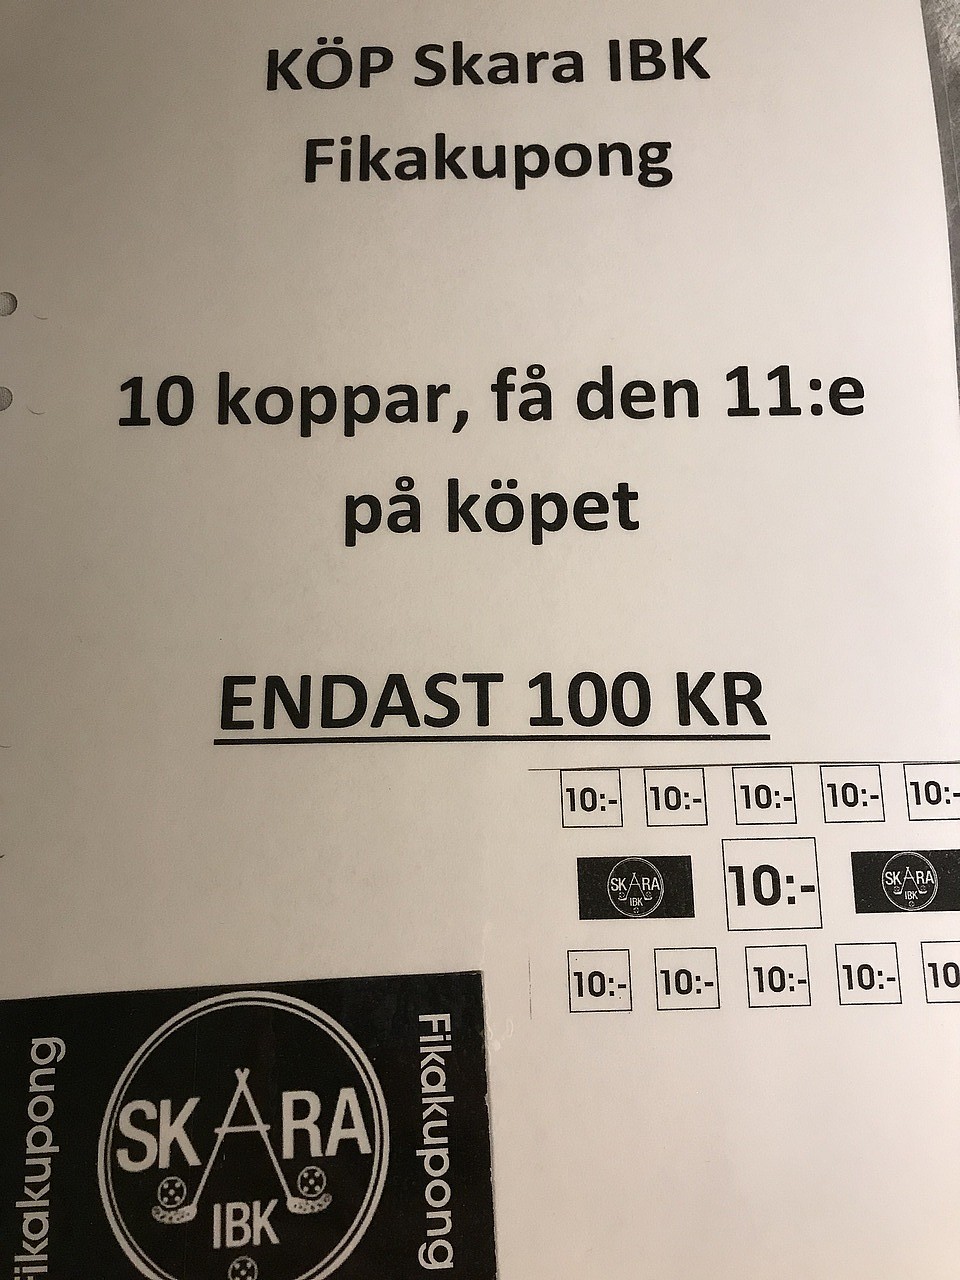 KÖP Skara IBK
Fikakupong
10 koppar, få den 11:e
på köpet
ENDAST 100 KR
10:- 10:- 10:- 10:- 10:-
SKARA IBK
10:-
SKARA IBK
10:- 10:- 10:- 10:- 10
Fikakupong
SKARA
IBK
Fikakupong